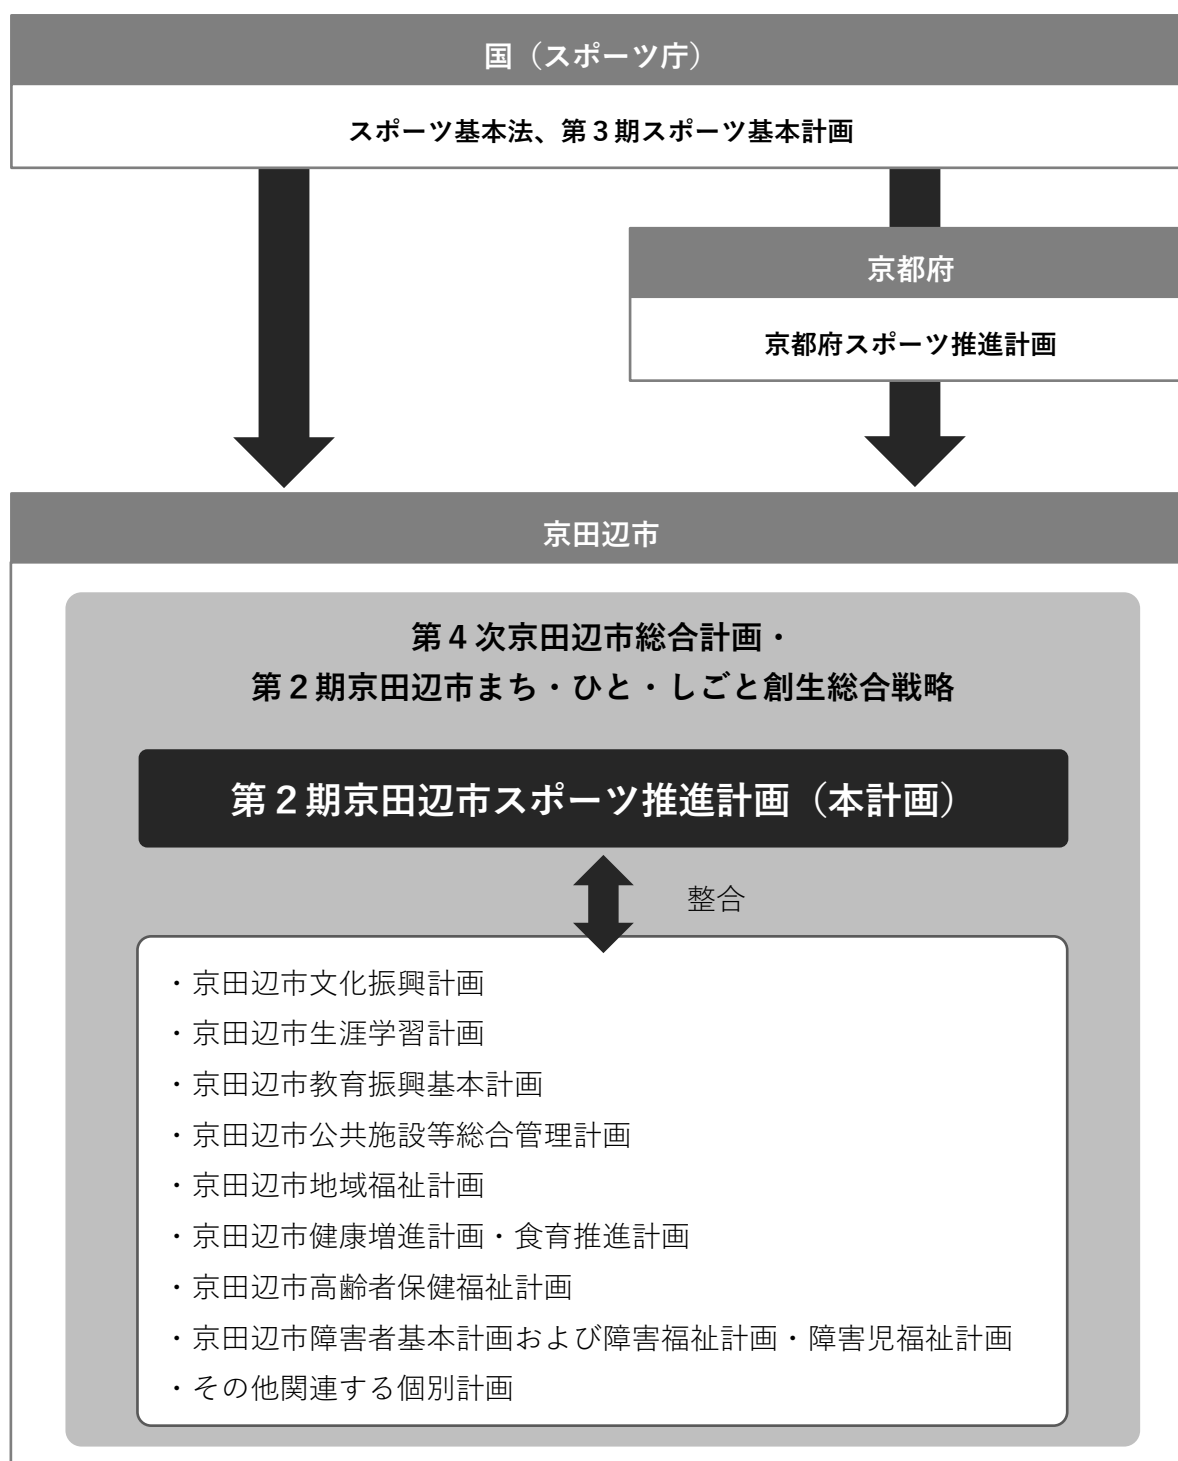 国（スポーツ庁）
スポーツ基本法、第３期スポーツ基本計画
京都府
京都府スポーツ推進計画
京田辺市
第４次京田辺市総合計画・
第２期京田辺市まち・ひと・しごと創生総合戦略
第２期京田辺市スポーツ推進計画（本計画）
整合
・京田辺市文化振興計画
・京田辺市生涯学習計画
・京田辺市教育振興基本計画
・京田辺市公共施設等総合管理計画
・京田辺市地域福祉計画
・京田辺市健康増進計画・食育推進計画
・京田辺市高齢者保健福祉計画
・京田辺市障害者基本計画および障害福祉計画・障害児福祉計画
・その他関連する個別計画